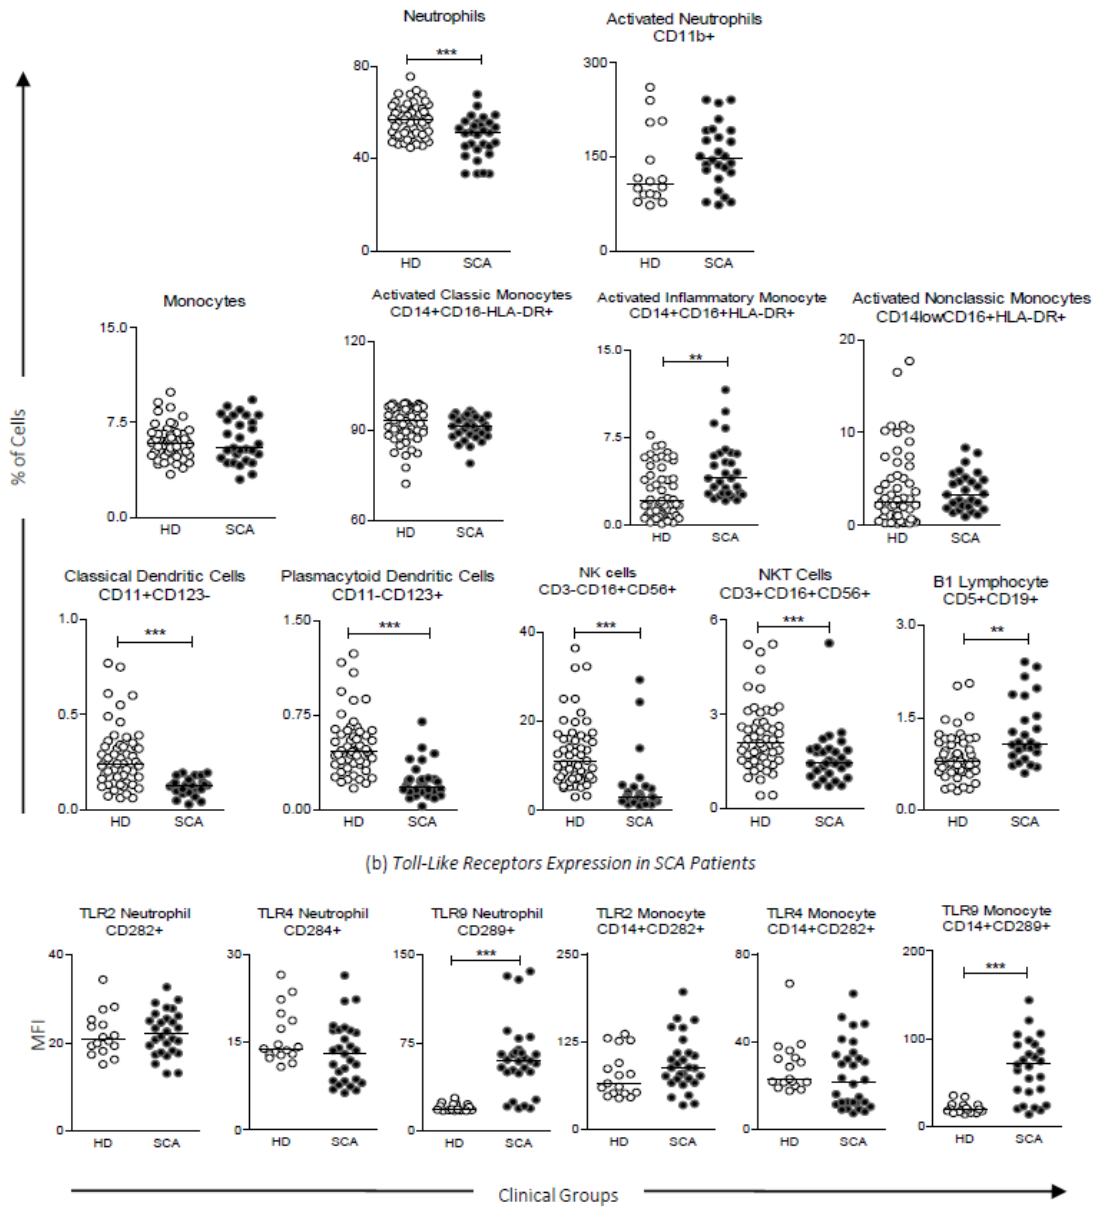 Neutrophils
***
80
40
0
HD SCA
Activated Neutrophils
CD11b+
300
150
0
HD SCA
% of Cells
Monocytes
15.0
7.5
0.0
HD SCA
Activated Classic Monocytes
CD14+CD16-HLA-DR+
120
90
60
HD SCA
Activated Inflammatory Monocyte
CD14+CD16+HLA-DR+
**
15.0
7.5
0.0
HD SCA
Activated Nonclassic Monocytes
CD14lowCD16+HLA-DR+
20
10
0
HD SCA
Classical Dendritic Cells
CD11+CD123-
***
1.0
0.5
0.0
HD SCA
Plasmacytoid Dendritic Cells
CD11-CD123+
***
1.50
0.75
0.00
HD SCA
NK cells
CD3-CD16+CD56+
***
40
20
0
HD SCA
NKT Cells
CD3+CD16+CD56+
***
6
3
0
HD SCA
B1 Lymphocyte
CD5+CD19+
**
3.0
1.5
0.0
HD SCA
(b) Toll-Like Receptors Expression in SCA Patients
MFI
TLR2 Neutrophil
CD282+
40
20
0
HD SCA
TLR4 Neutrophil
CD284+
30
15
0
HD SCA
TLR9 Neutrophil
CD289+
***
150
75
0
HD SCA
TLR2 Monocyte
CD14+CD282+
250
125
0
HD SCA
TLR4 Monocyte
CD14+CD282+
80
40
0
HD SCA
TLR9 Monocyte
CD14+CD289+
***
200
100
0
HD SCA
Clinical Groups